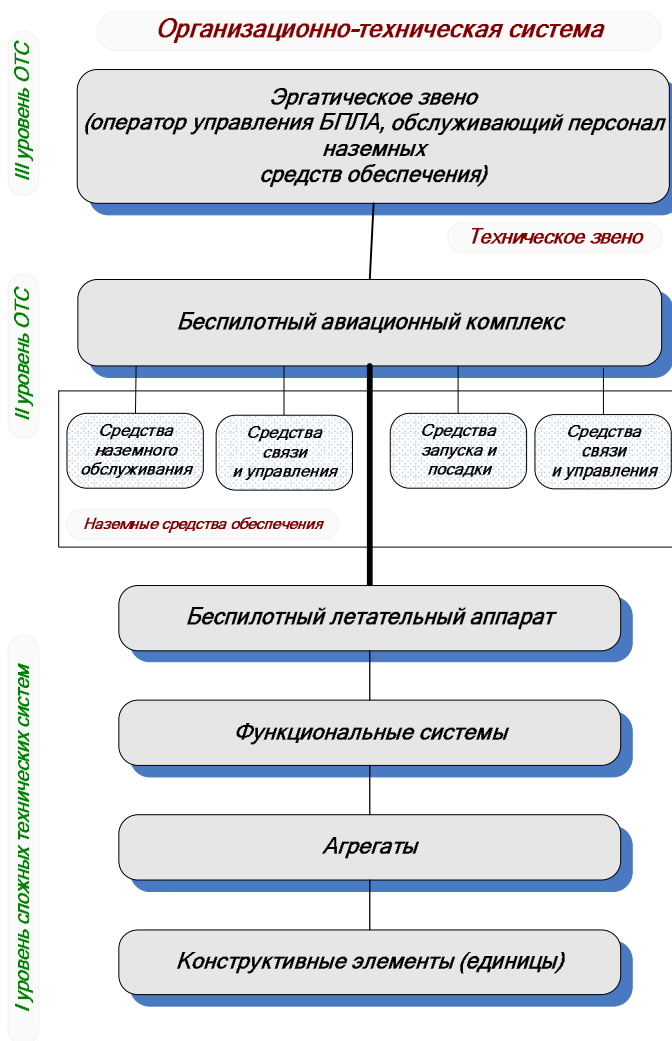 Организационно-техническая система
III уровень ОТС
Эргатическое звено
(оператор управления БПЛА, обслуживающий персонал
наземных
средств обеспечения)
Техническое звено
II уровень ОТС
Беспилотный авиационный комплекс
Средства
наземного
обслуживания
Средства
связи
и управления
Средства
запуска и
посадки
Средства
связи
и управления
Наземные средства обеспечения
I уровень сложных технических систем
Беспилотный летательный аппарат
Функциональные системы
Агрегаты
Конструктивные элементы (единицы)